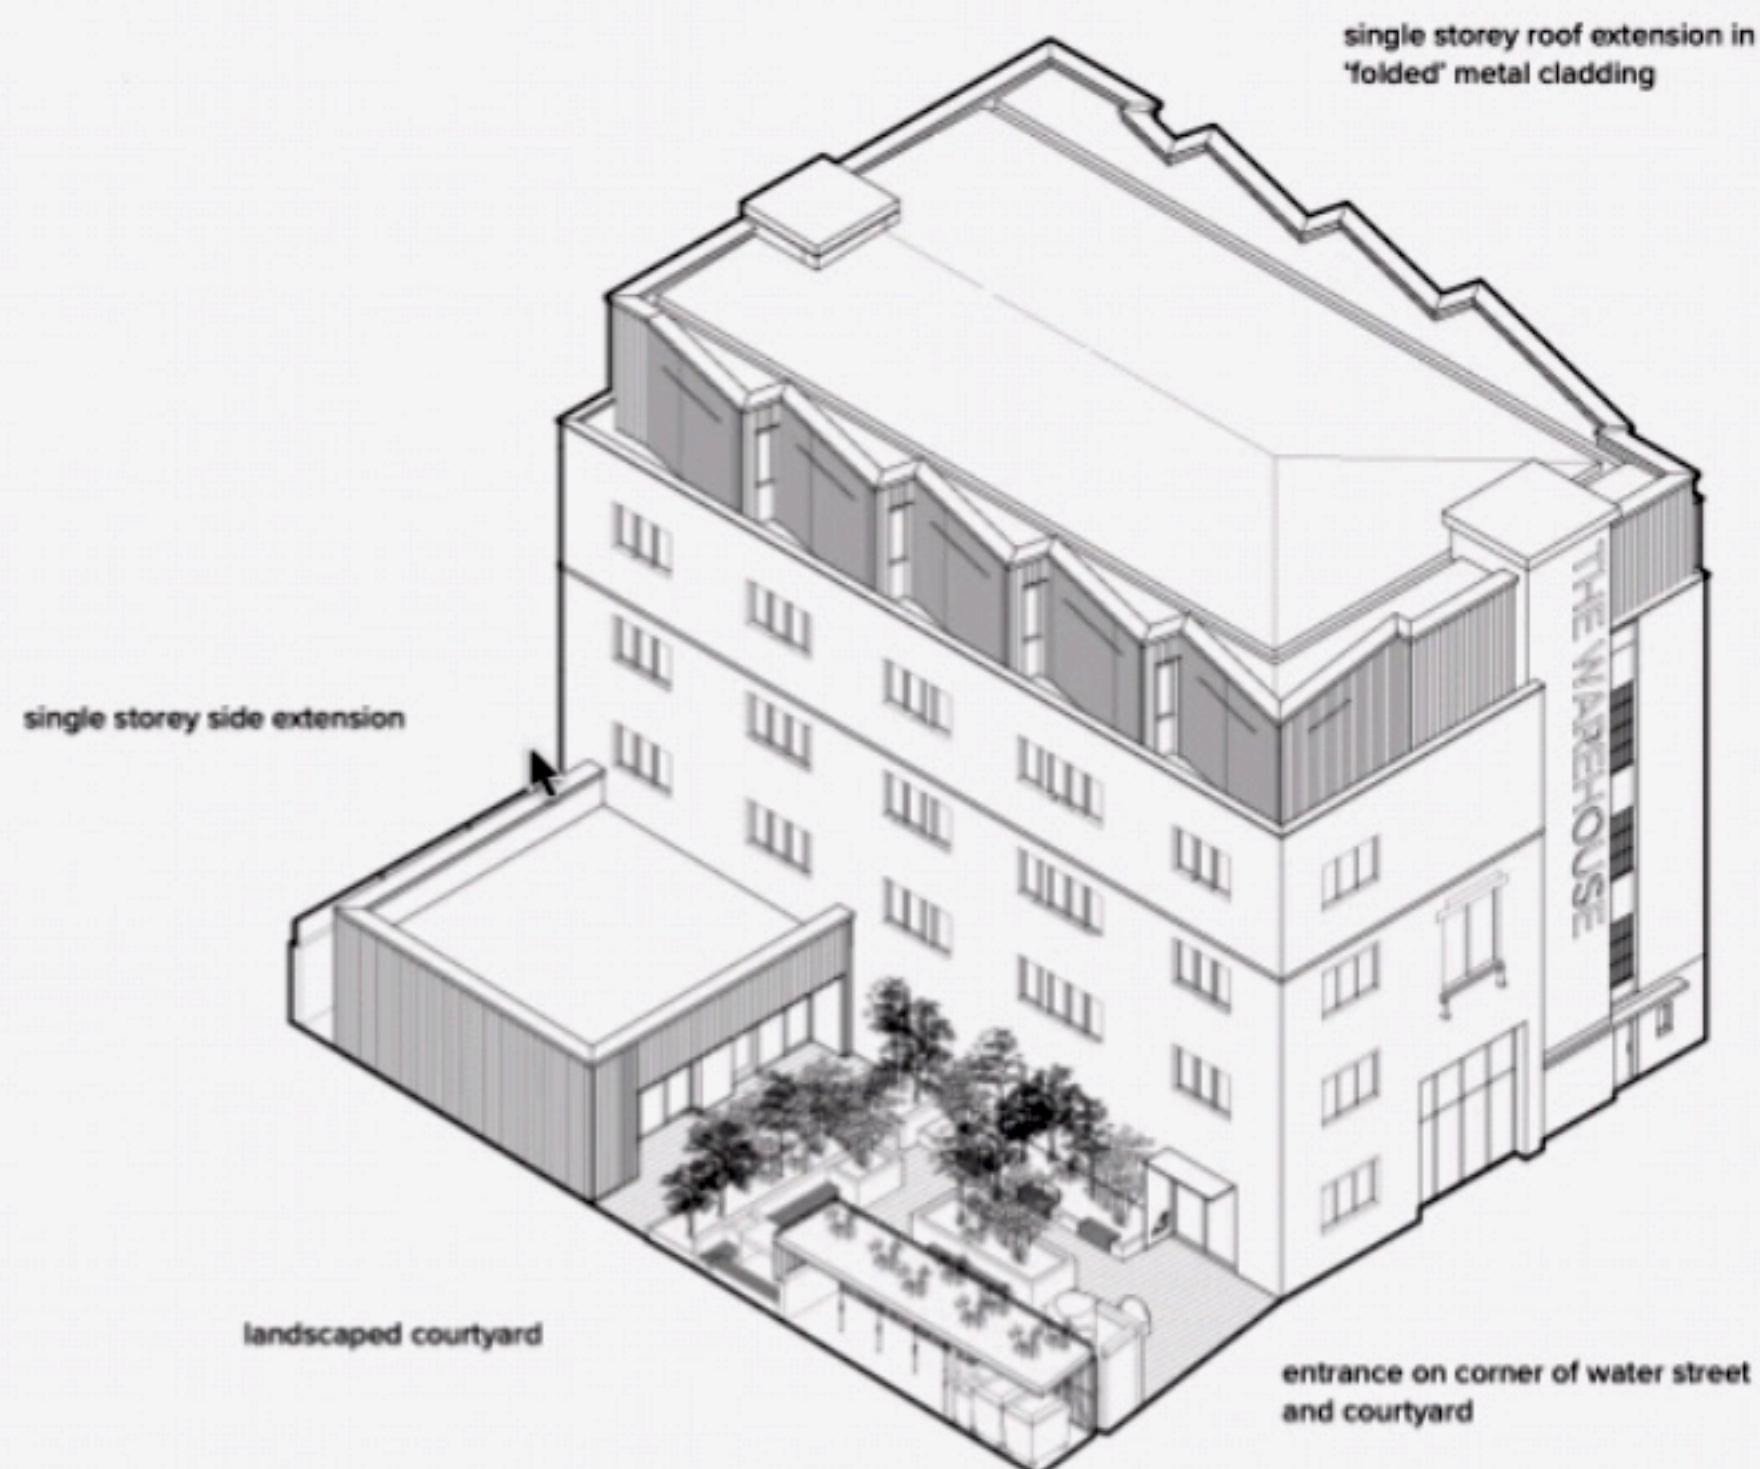 single storey roof extension in
'folded' metal cladding
THE WAREHOUSE
single storey side extension
landscaped courtyard
entrance on corner of water street
and courtyard